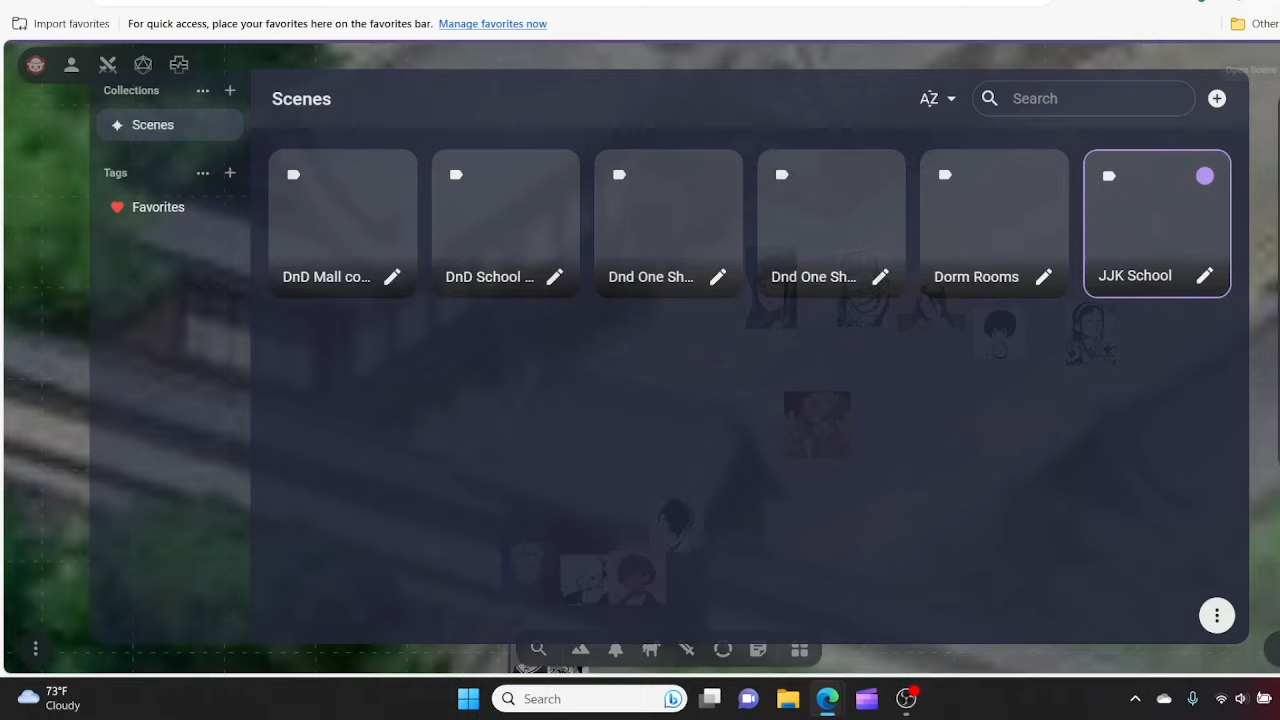 Import favorites
For quick access, place your favorites here on the favorites bar. Manage favorites now
Other
Open Scene
Collections
Scenes
Search
Scenes
Tags
Favorites
DnD Mall co...
DnD School ...
Dnd One Sh...
Dnd One Sh...
Dorm Rooms
JJK School
73°F
Cloudy
Search